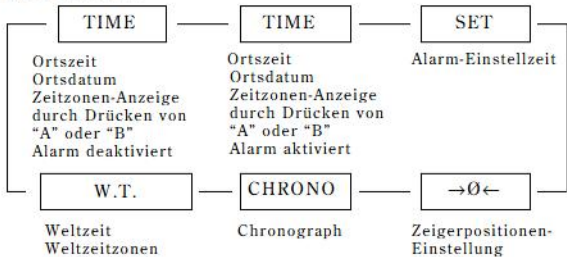 TIME
TIME
SET
Ortszeit
Ortsdatum
Zeitzonen-Anzeige
durch Drücken von
“A” oder “B”
Alarm deaktiviert
Ortszeit
Ortsdatum
Zeitzonen-Anzeige
durch Drücken von
“A” oder “B”
Alarm aktiviert
Alarm-Einstellzeit
W.T.
CHRONO
→Ø←
Weltzeit
Weltzeitzonen
Chronograph
Zeigerpositionen-
Einstellung